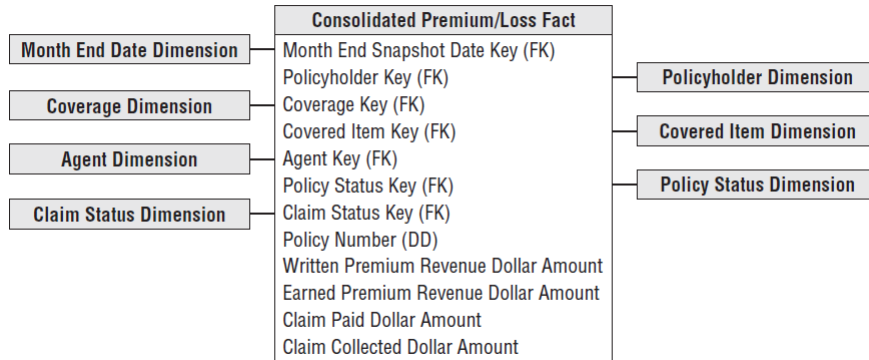 Consolidated Premium/Loss Fact
Month End Date Dimension
Month End Snapshot Date Key (FK)
Policyholder Key (FK)
Policyholder Dimension
Coverage Dimension
Coverage Key (FK)
Covered Item Key (FK)
Covered Item Dimension
Agent Dimension
Agent Key (FK)
Policy Status Key (FK)
Policy Status Dimension
Claim Status Dimension
Claim Status Key (FK)
Policy Number (DD)
Written Premium Revenue Dollar Amount
Earned Premium Revenue Dollar Amount
Claim Paid Dollar Amount
Claim Collected Dollar Amount